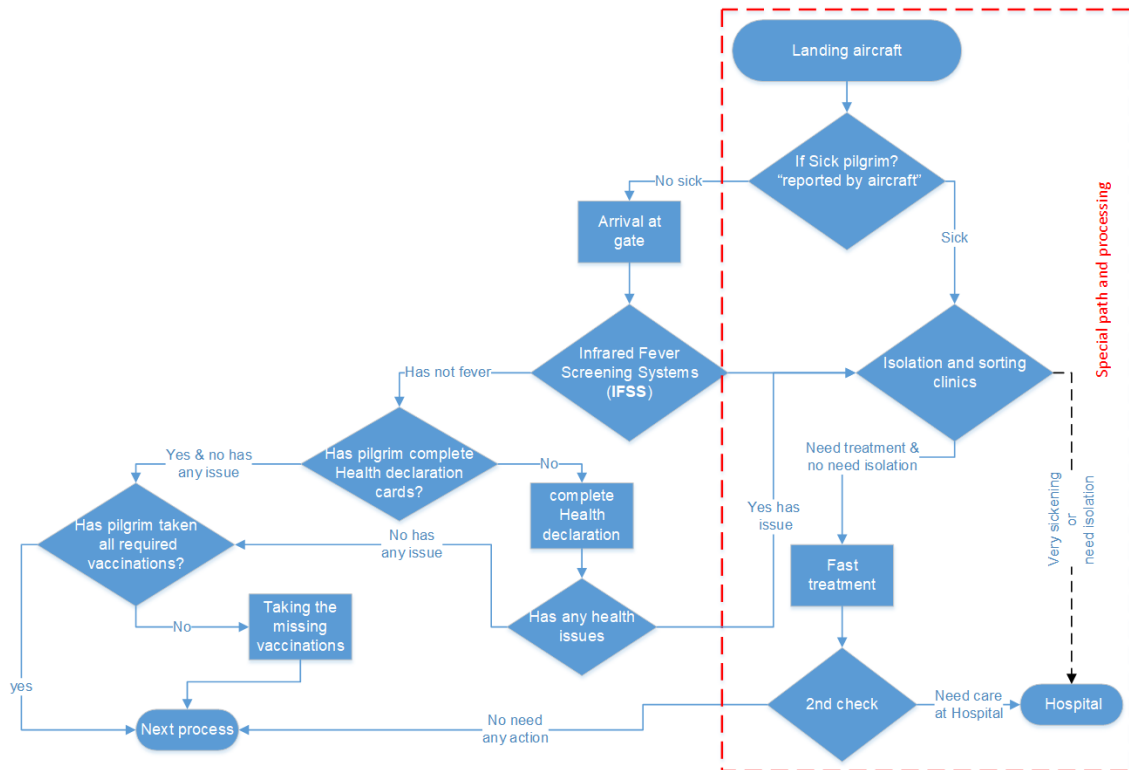 Landing aircraft
If Sick pilgrim?
“reported by aircraft”
No sick
Sick
Arrival at
gate
Special path and processing
Infrared Fever
Screening Systems
(IFSS)
Isolation and sorting
clinics
Has not fever
Has pilgrim complete
Health declaration
cards?
Yes & no has
any issue
No
Need treatment &
no need isolation
complete
Health
declaration
Yes has
issue
Very sickening
or
need isolation
Has pilgrim taken
all required
vaccinations?
No has
any issue
Fast
treatment
Taking the
missing
vaccinations
No
Has any health
issues
yes
Next process
No need
any action
2nd check
Need care
at Hospital
Hospital